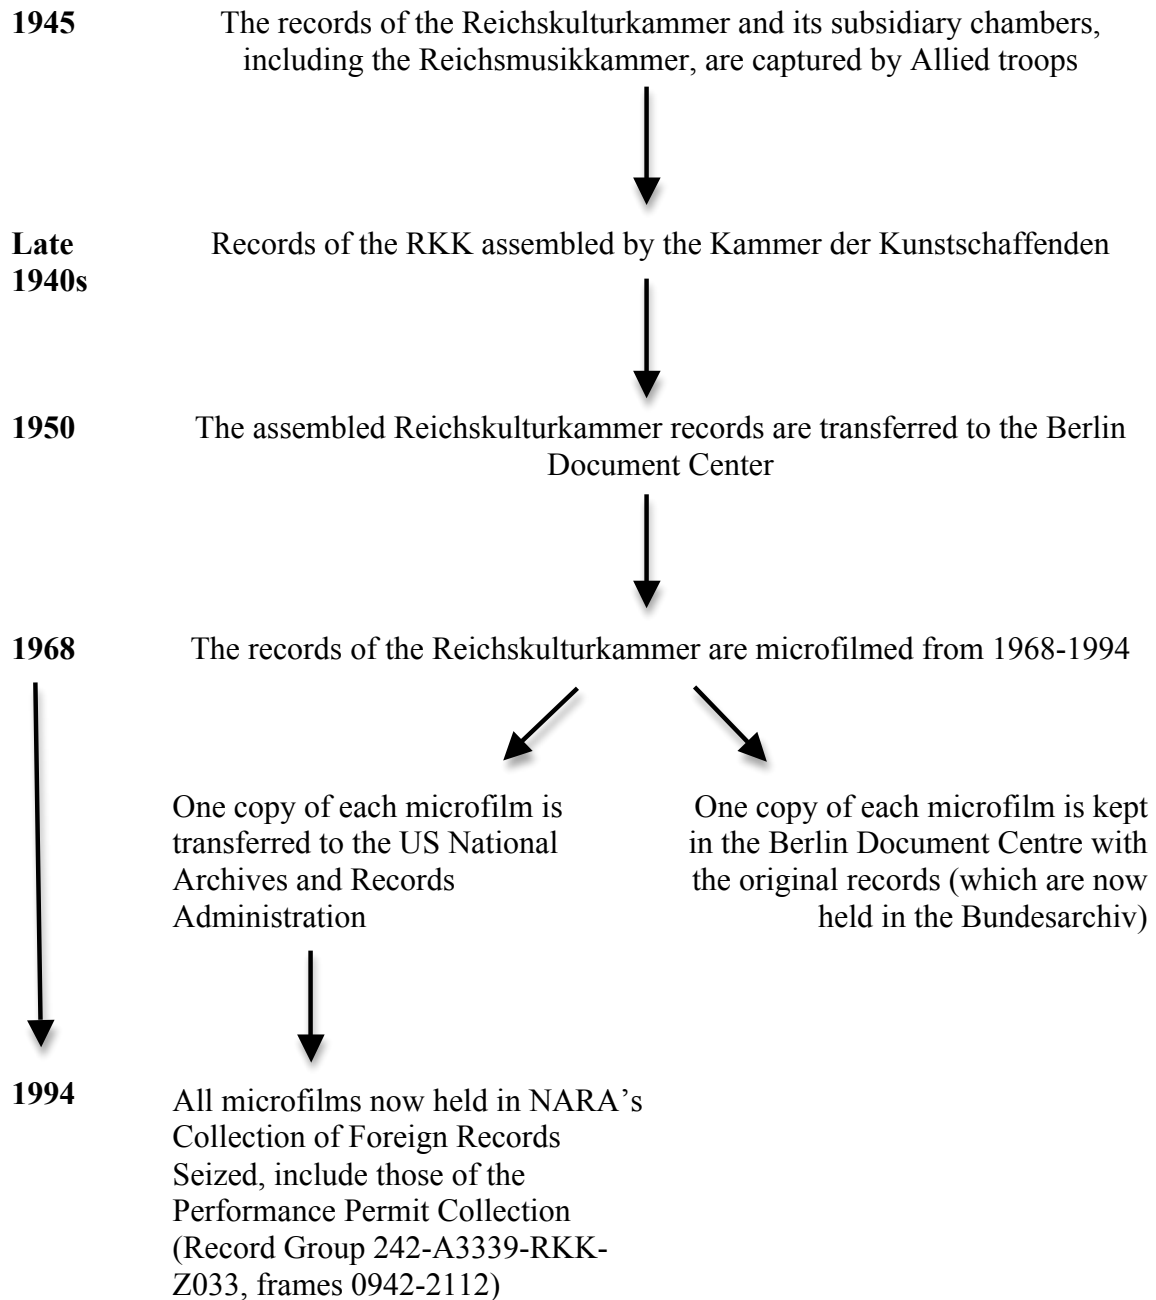 1945 The records of the Reichskulturkammer and its subsidiary chambers,
including the Reichsmusikkammer, are captured by Allied troops
Late 1940s Records of the RKK assembled by the Kammer der Kunstschaffenden
1950 The assembled Reichskulturkammer records are transferred to the Berlin
Document Center
1968 The records of the Reichskulturkammer are microfilmed from 1968-1994
One copy of each microfilm is
transferred to the US National
Archives and Records
Administration
One copy of each microfilm is kept
in the Berlin Document Centre with
the original records (which are now
held in the Bundesarchiv)
1994 All microfilms now held in NARA’s
Collection of Foreign Records
Seized, include those of the
Performance Permit Collection
(Record Group 242-A3339-RKK-
Z033, frames 0942-2112)